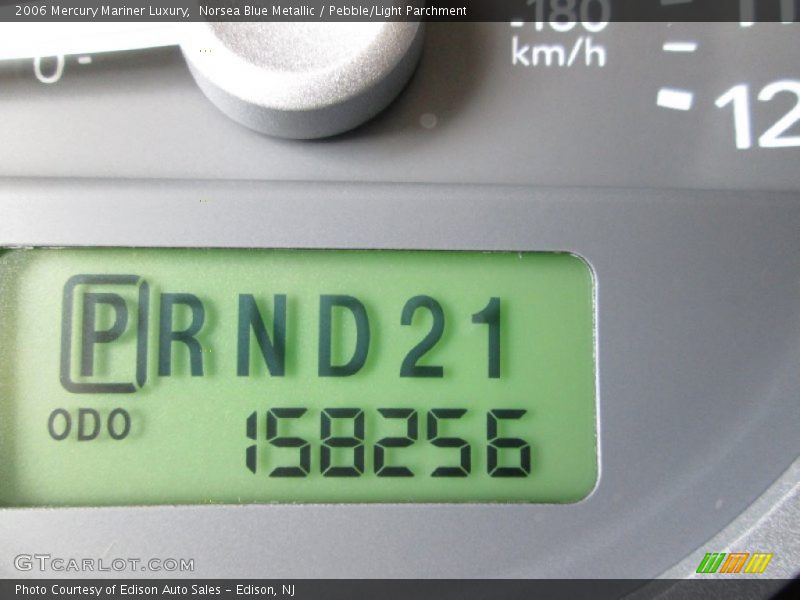 2006 Mercury Mariner Luxury,  Norsea Blue Metallic / Pebble/Light Parchment
180
0
km/h
12
PRND21
ODO 158256
GTCARLOT.COM
Photo Courtesy of Edison Auto Sales - Edison, NJ